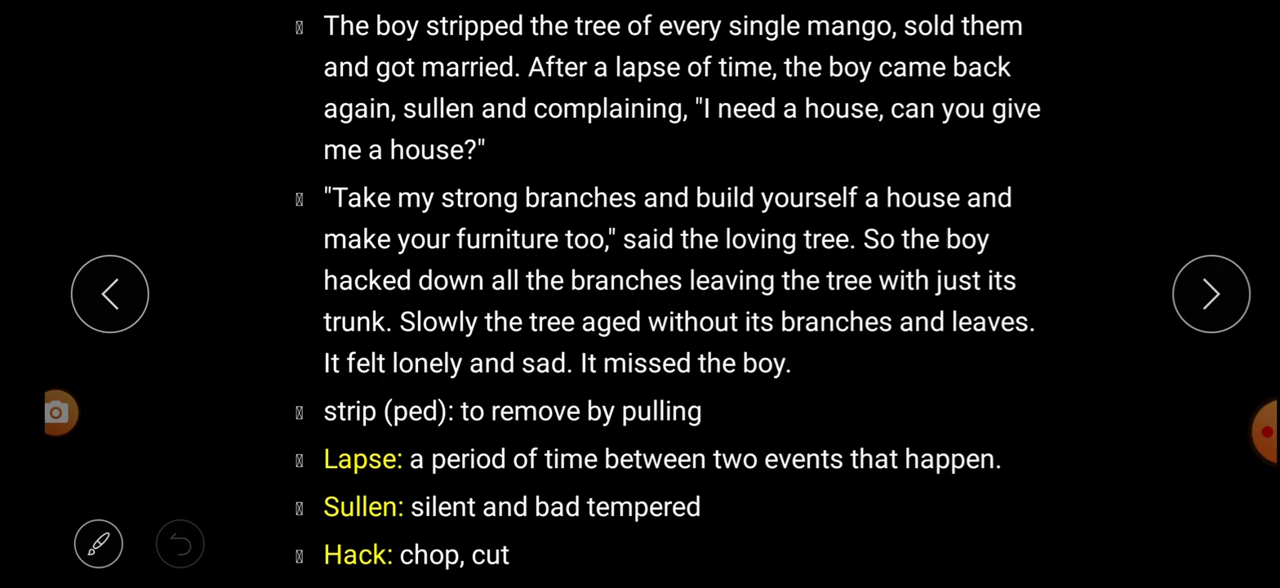 The boy stripped the tree of every single mango, sold them
and got married. After a lapse of time, the boy came back
again, sullen and complaining, "I need a house, can you give
me a house?"
"Take my strong branches and build yourself a house and
make your furniture too," said the loving tree. So the boy
hacked down all the branches leaving the tree with just its
trunk. Slowly the tree aged without its branches and leaves.
It felt lonely and sad. It missed the boy.
strip (ped): to remove by pulling
Lapse: a period of time between two events that happen.
Sullen: silent and bad tempered
Hack: chop, cut